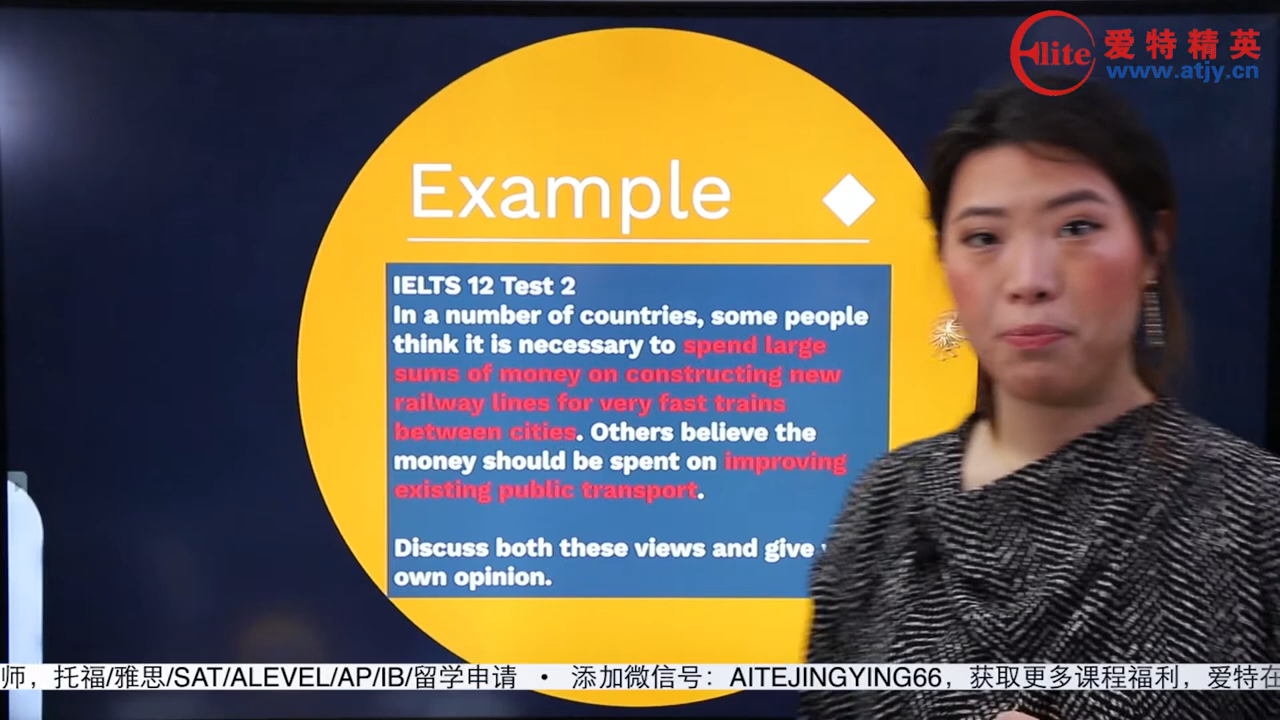 Elite 爱特精英
www.atjy.cn
Example
IELTS 12 Test 2
In a number of countries, some people
think it is necessary to spend large
sums of money on constructing new
railway lines for very fast trains
between cities. Others believe the
money should be spent on improving
existing public transport.
Discuss both these views and give
own opinion.
师，托福/雅思/SAT/ALEVEL/AP/IB/留学申请 • 添加微信号：AITEJINGYING66，获取更多课程福利，爱特在